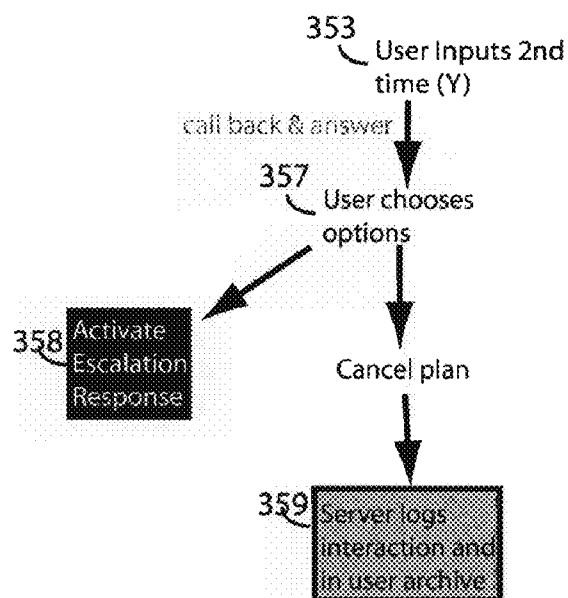 353
User Inputs 2nd
time (Y)
call back & answer
357
User chooses
options
358
Activate
Escalation
Response
Cancel plan
359
Server logs
interaction and
in user archive